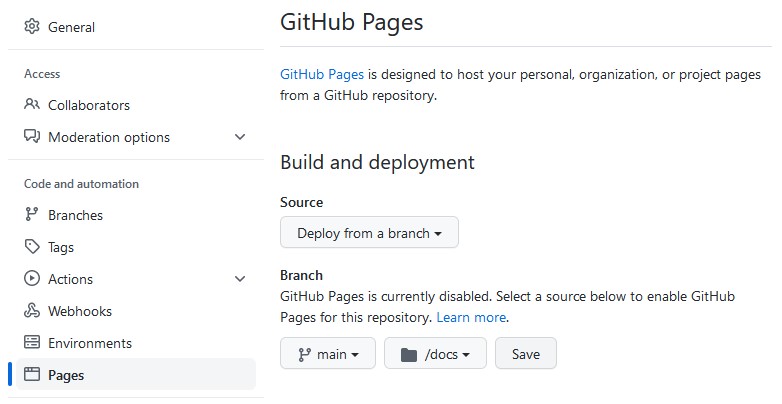 General
Access
Collaborators
Moderation options
Code and automation
Branches
Tags
Actions
Webhooks
Environments
Pages
GitHub Pages
GitHub Pages is designed to host your personal, organization, or project pages
from a GitHub repository.
Build and deployment
Source
Deploy from a branch
Branch
GitHub Pages is currently disabled. Select a source below to enable GitHub
Pages for this repository. Learn more.
main /docs Save